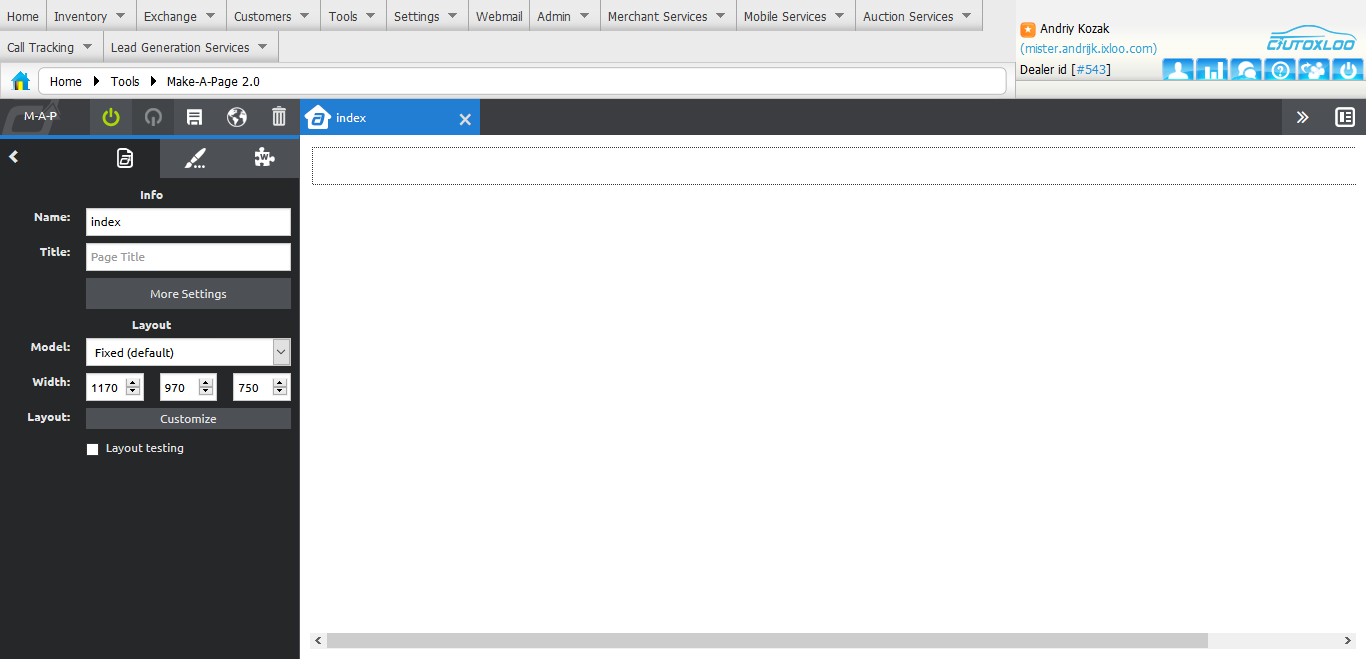 Home Inventory Exchange Customers Tools Settings Webmail Admin Merchant Services Mobile Services Auction Services
Call Tracking Lead Generation Services
Andriy Kozak
(mister.andrijk.ixloo.com)
Dealer id [#543]
AUTOXLOO
Home Tools Make-A-Page 2.0
M-A-P
index
Info
Name: index
Title: Page Title
More Settings
Layout
Model: Fixed (default)
Width: 1170 970 750
Layout: Customize
Layout testing